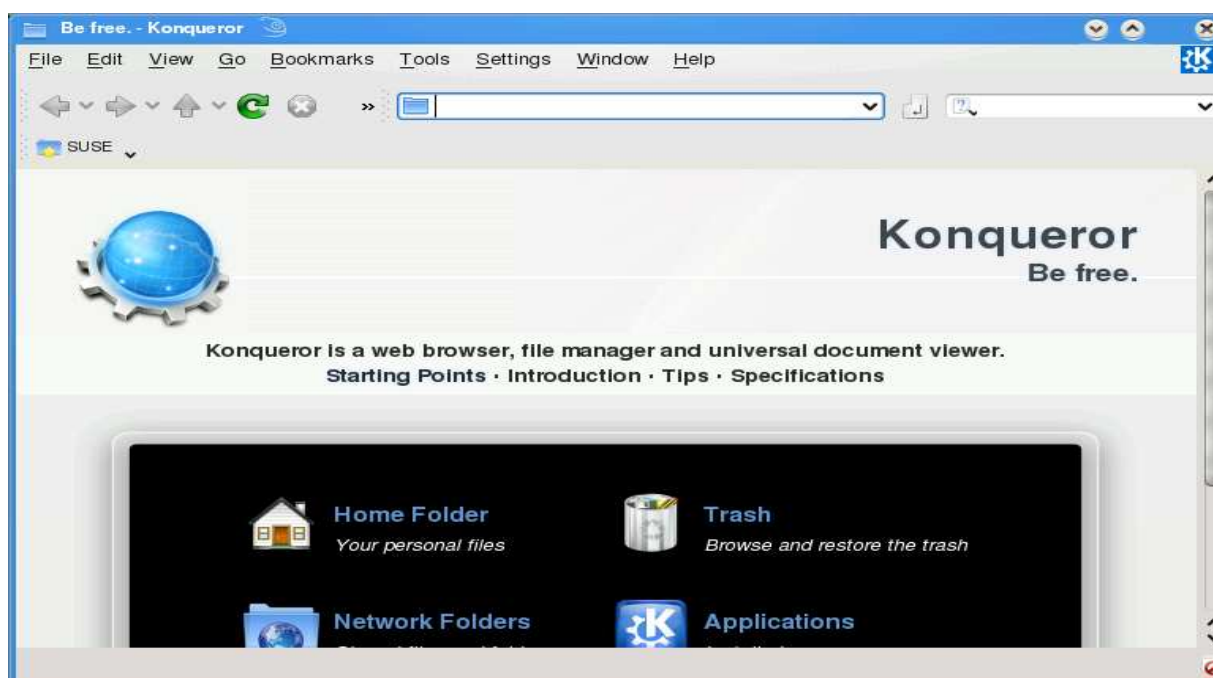 Be free. - Konqueror
File Edit View Go Bookmarks Tools Settings Window Help
SUSE
Konqueror
Be free.
Konqueror is a web browser, file manager and universal document viewer.
Starting Points · Introduction · Tips · Specifications
Home Folder
Your personal files
Trash
Browse and restore the trash
Network Folders
Applications